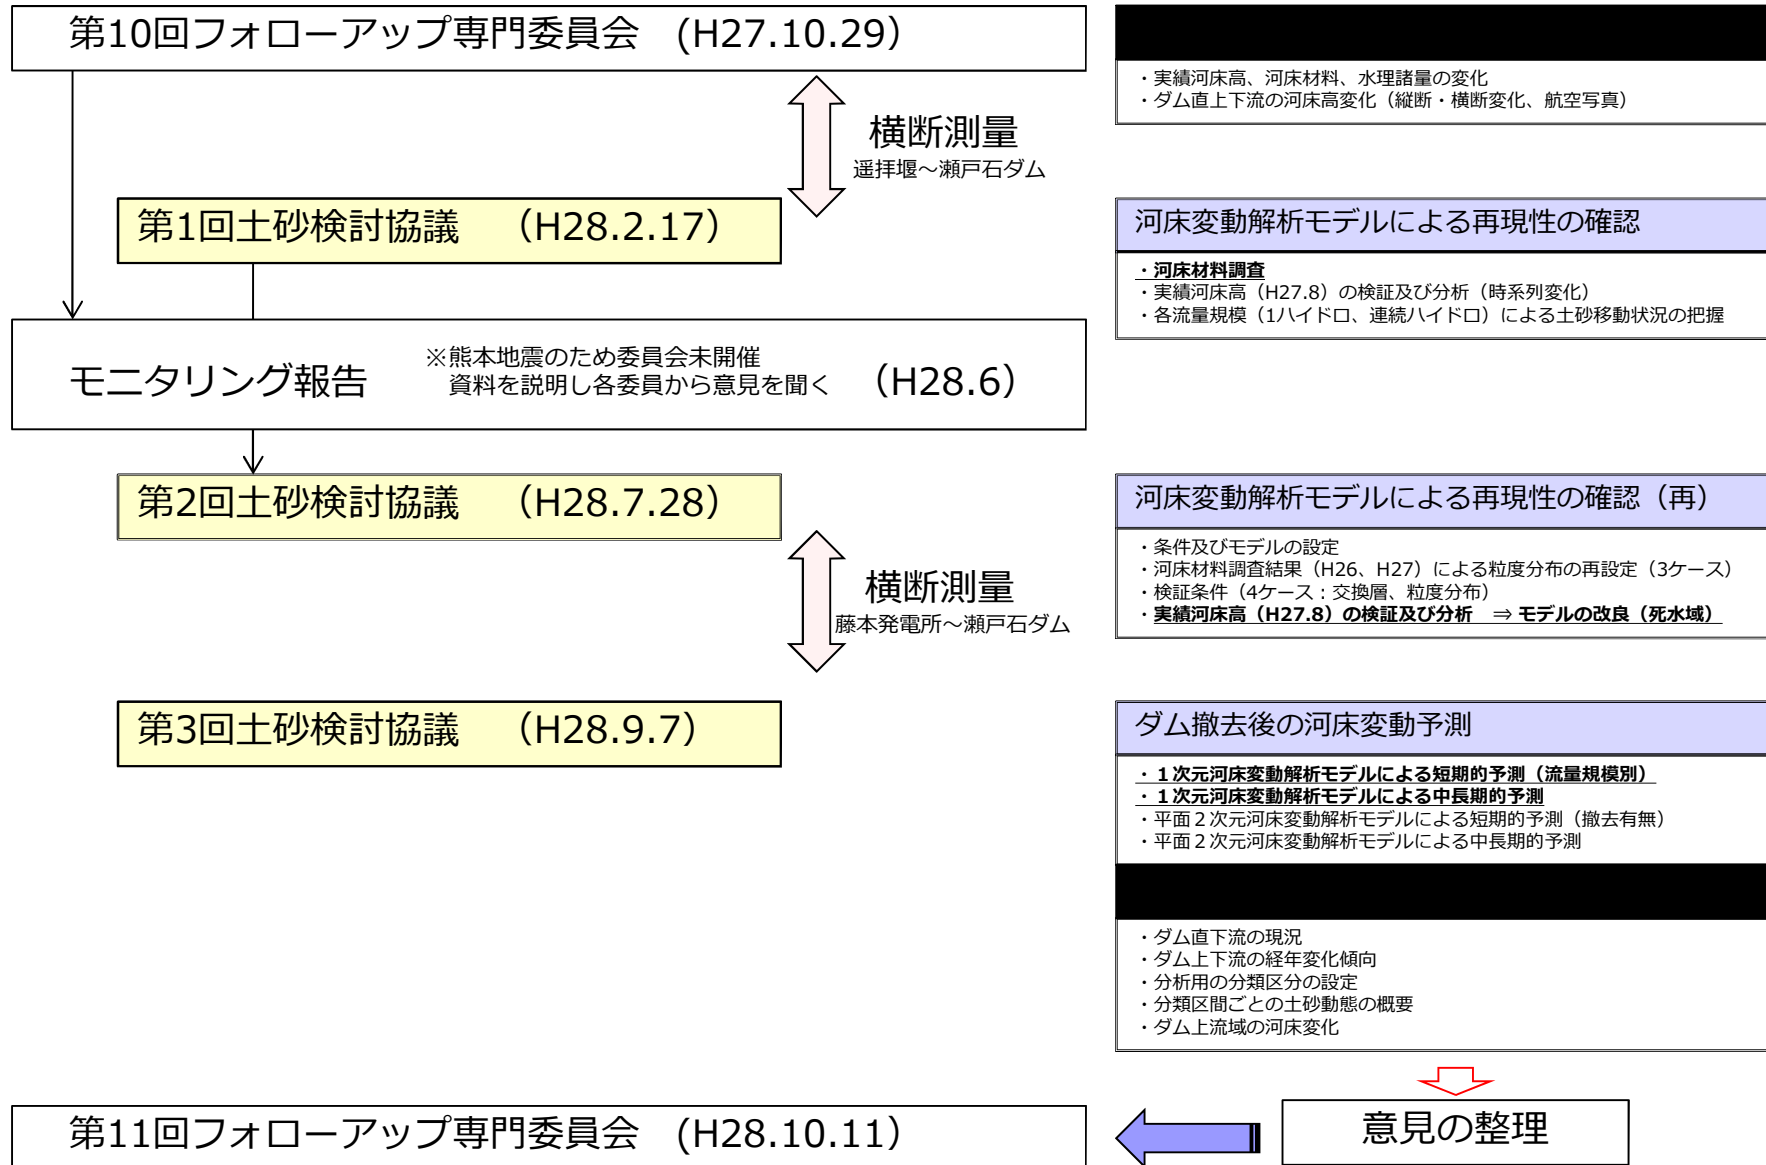 第10回フォローアップ専門委員会　(H27.10.29)
・実績河床高、河床材料、水理諸量の変化
・ダム直上下流の河床高変化（縦断・横断変化、航空写真）
横断測量
遥拝堰～瀬戸石ダム
第1回土砂検討協議　（H28.2.17）
河床変動解析モデルによる再現性の確認
・河床材料調査
・実績河床高（H27.8）の検証及び分析（時系列変化）
・各流量規模（1ハイドロ、連続ハイドロ）による土砂移動状況の把握
モニタリング報告
※熊本地震のため委員会未開催
資料を説明し各委員から意見を聞く
（H28.6）
第2回土砂検討協議　（H28.7.28）
河床変動解析モデルによる再現性の確認（再）
・条件及びモデルの設定
・河床材料調査結果（H26、H27）による粒度分布の再設定（3ケース）
・検証条件（4ケース：交換層、粒度分布）
・実績河床高（H27.8）の検証及び分析　⇒ モデルの改良（死水域）
横断測量
藤本発電所～瀬戸石ダム
第3回土砂検討協議　（H28.9.7）
ダム撤去後の河床変動予測
・１次元河床変動解析モデルによる短期的予測（流量規模別）
・１次元河床変動解析モデルによる中長期的予測
・平面２次元河床変動解析モデルによる短期的予測（撤去有無）
・平面２次元河床変動解析モデルによる中長期的予測
・ダム直下流の現況
・ダム上下流の経年変化傾向
・分析用の分類区分の設定
・分類区間ごとの土砂動態の概要
・ダム上流域の河床変化
意見の整理
第11回フォローアップ専門委員会　(H28.10.11)